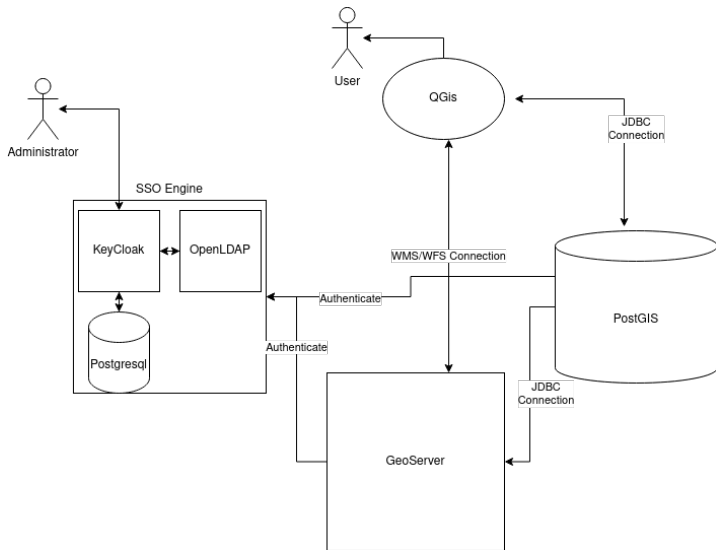 User
QGis
JDBC
Connection
Administrator
SSO Engine
KeyCloak
OpenLDAP
WMS/WFS Connection
Authenticate
PostGIS
Postgresql
Authenticate
JDBC
Connection
GeoServer